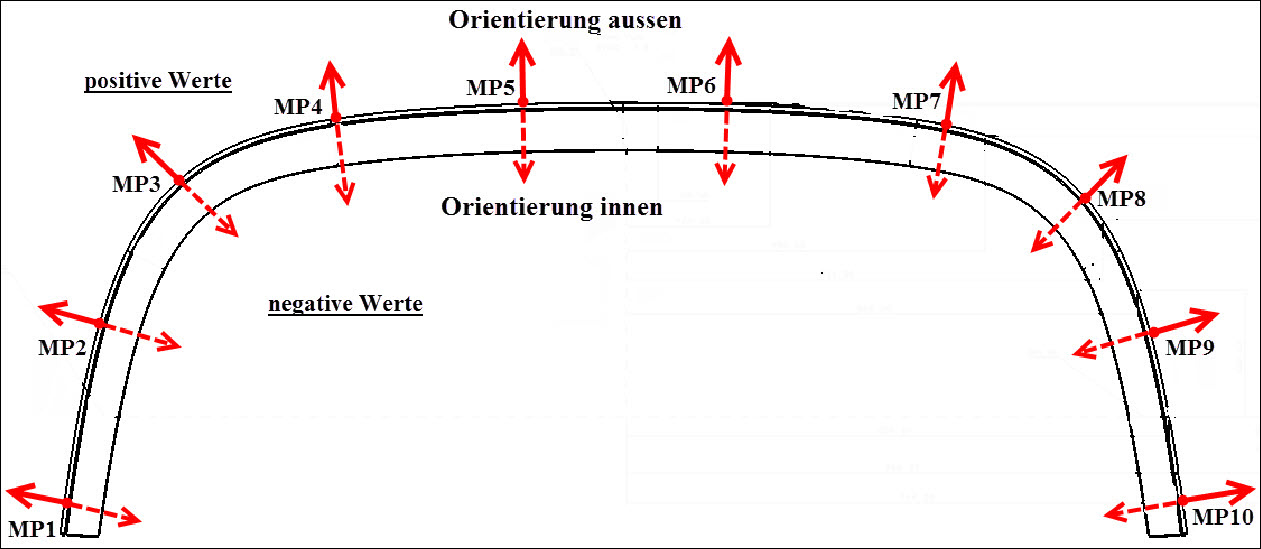 Orientierung aussen
positive Werte
MP5
MP6
MP4
MP7
MP3
MP8
Orientierung innen
negative Werte
MP2
MP9
MP1
MP10